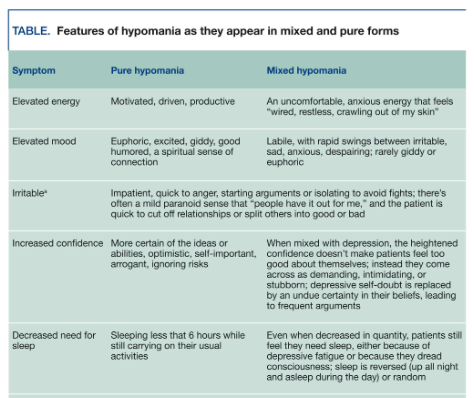 TABLE. Features of hypomania as they appear in mixed and pure forms
Symptom Pure hypomania Mixed hypomania
Elevated energy Motivated, driven, productive An uncomfortable, anxious energy that feels
“wired, restless, crawling out of my skin”
Elevated mood Euphoric, excited, giddy, good Labile, with rapid swings between irritable,
humored, a spiritual sense of sad, anxious, despairing; rarely giddy or
connection euphoric
Irritableᵃ Impatient, quick to anger, starting arguments or isolating to avoid fights; there’s
often a mild paranoid sense that “people have it out for me,” and the patient is
quick to cut off relationships or split others into good or bad
Increased confidence More certain of the ideas or When mixed with depression, the heightened
abilities, optimistic, self-important, confidence doesn’t make patients feel too
arrogant, ignoring risks good about themselves; instead they come
across as demanding, intimidating, or
stubborn; depressive self-doubt is replaced
by an undue certainty in their beliefs, leading
to frequent arguments
Decreased need for Sleeping less that 6 hours while Even when decreased in quantity, patients still
sleep still carrying on their usual feel they need sleep, either because of
activities depressive fatigue or because they dread
consciousness; sleep is reversed (up all night
and asleep during the day) or random